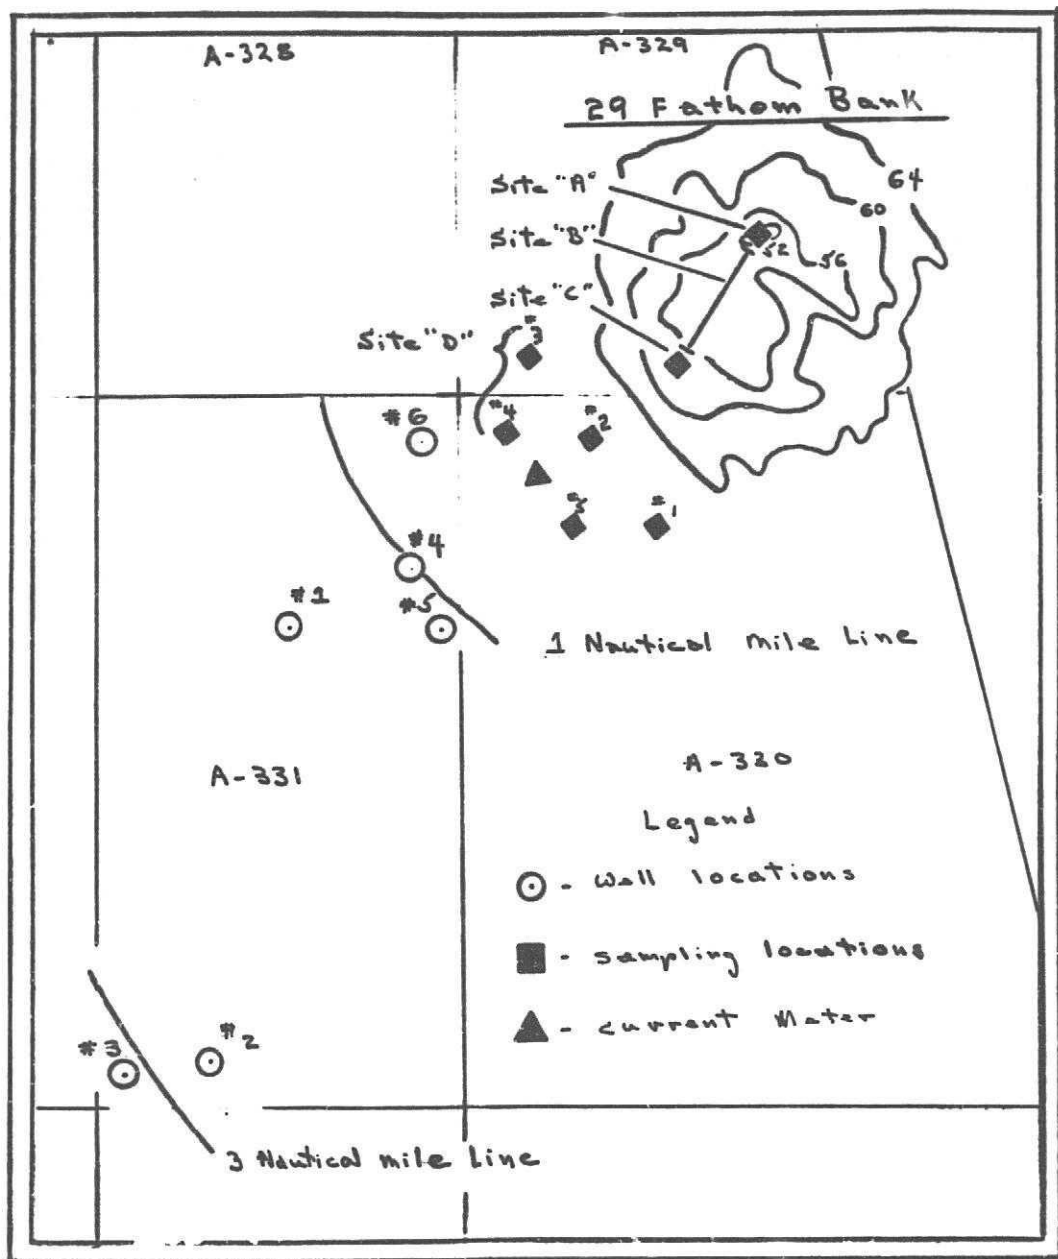 A-328
A-329
29 Fathom Bank
Site "A"
64
60
Site "B"
52
56
Site "C"
Site "D"
#3
#6
#4
#2
#5
#1
#4
#1
#5
1 Nautical mile Line
A-331
A-330
Legend
- Well locations
- sampling locations
- current Meter
#3
#2
3 Nautical mile Line